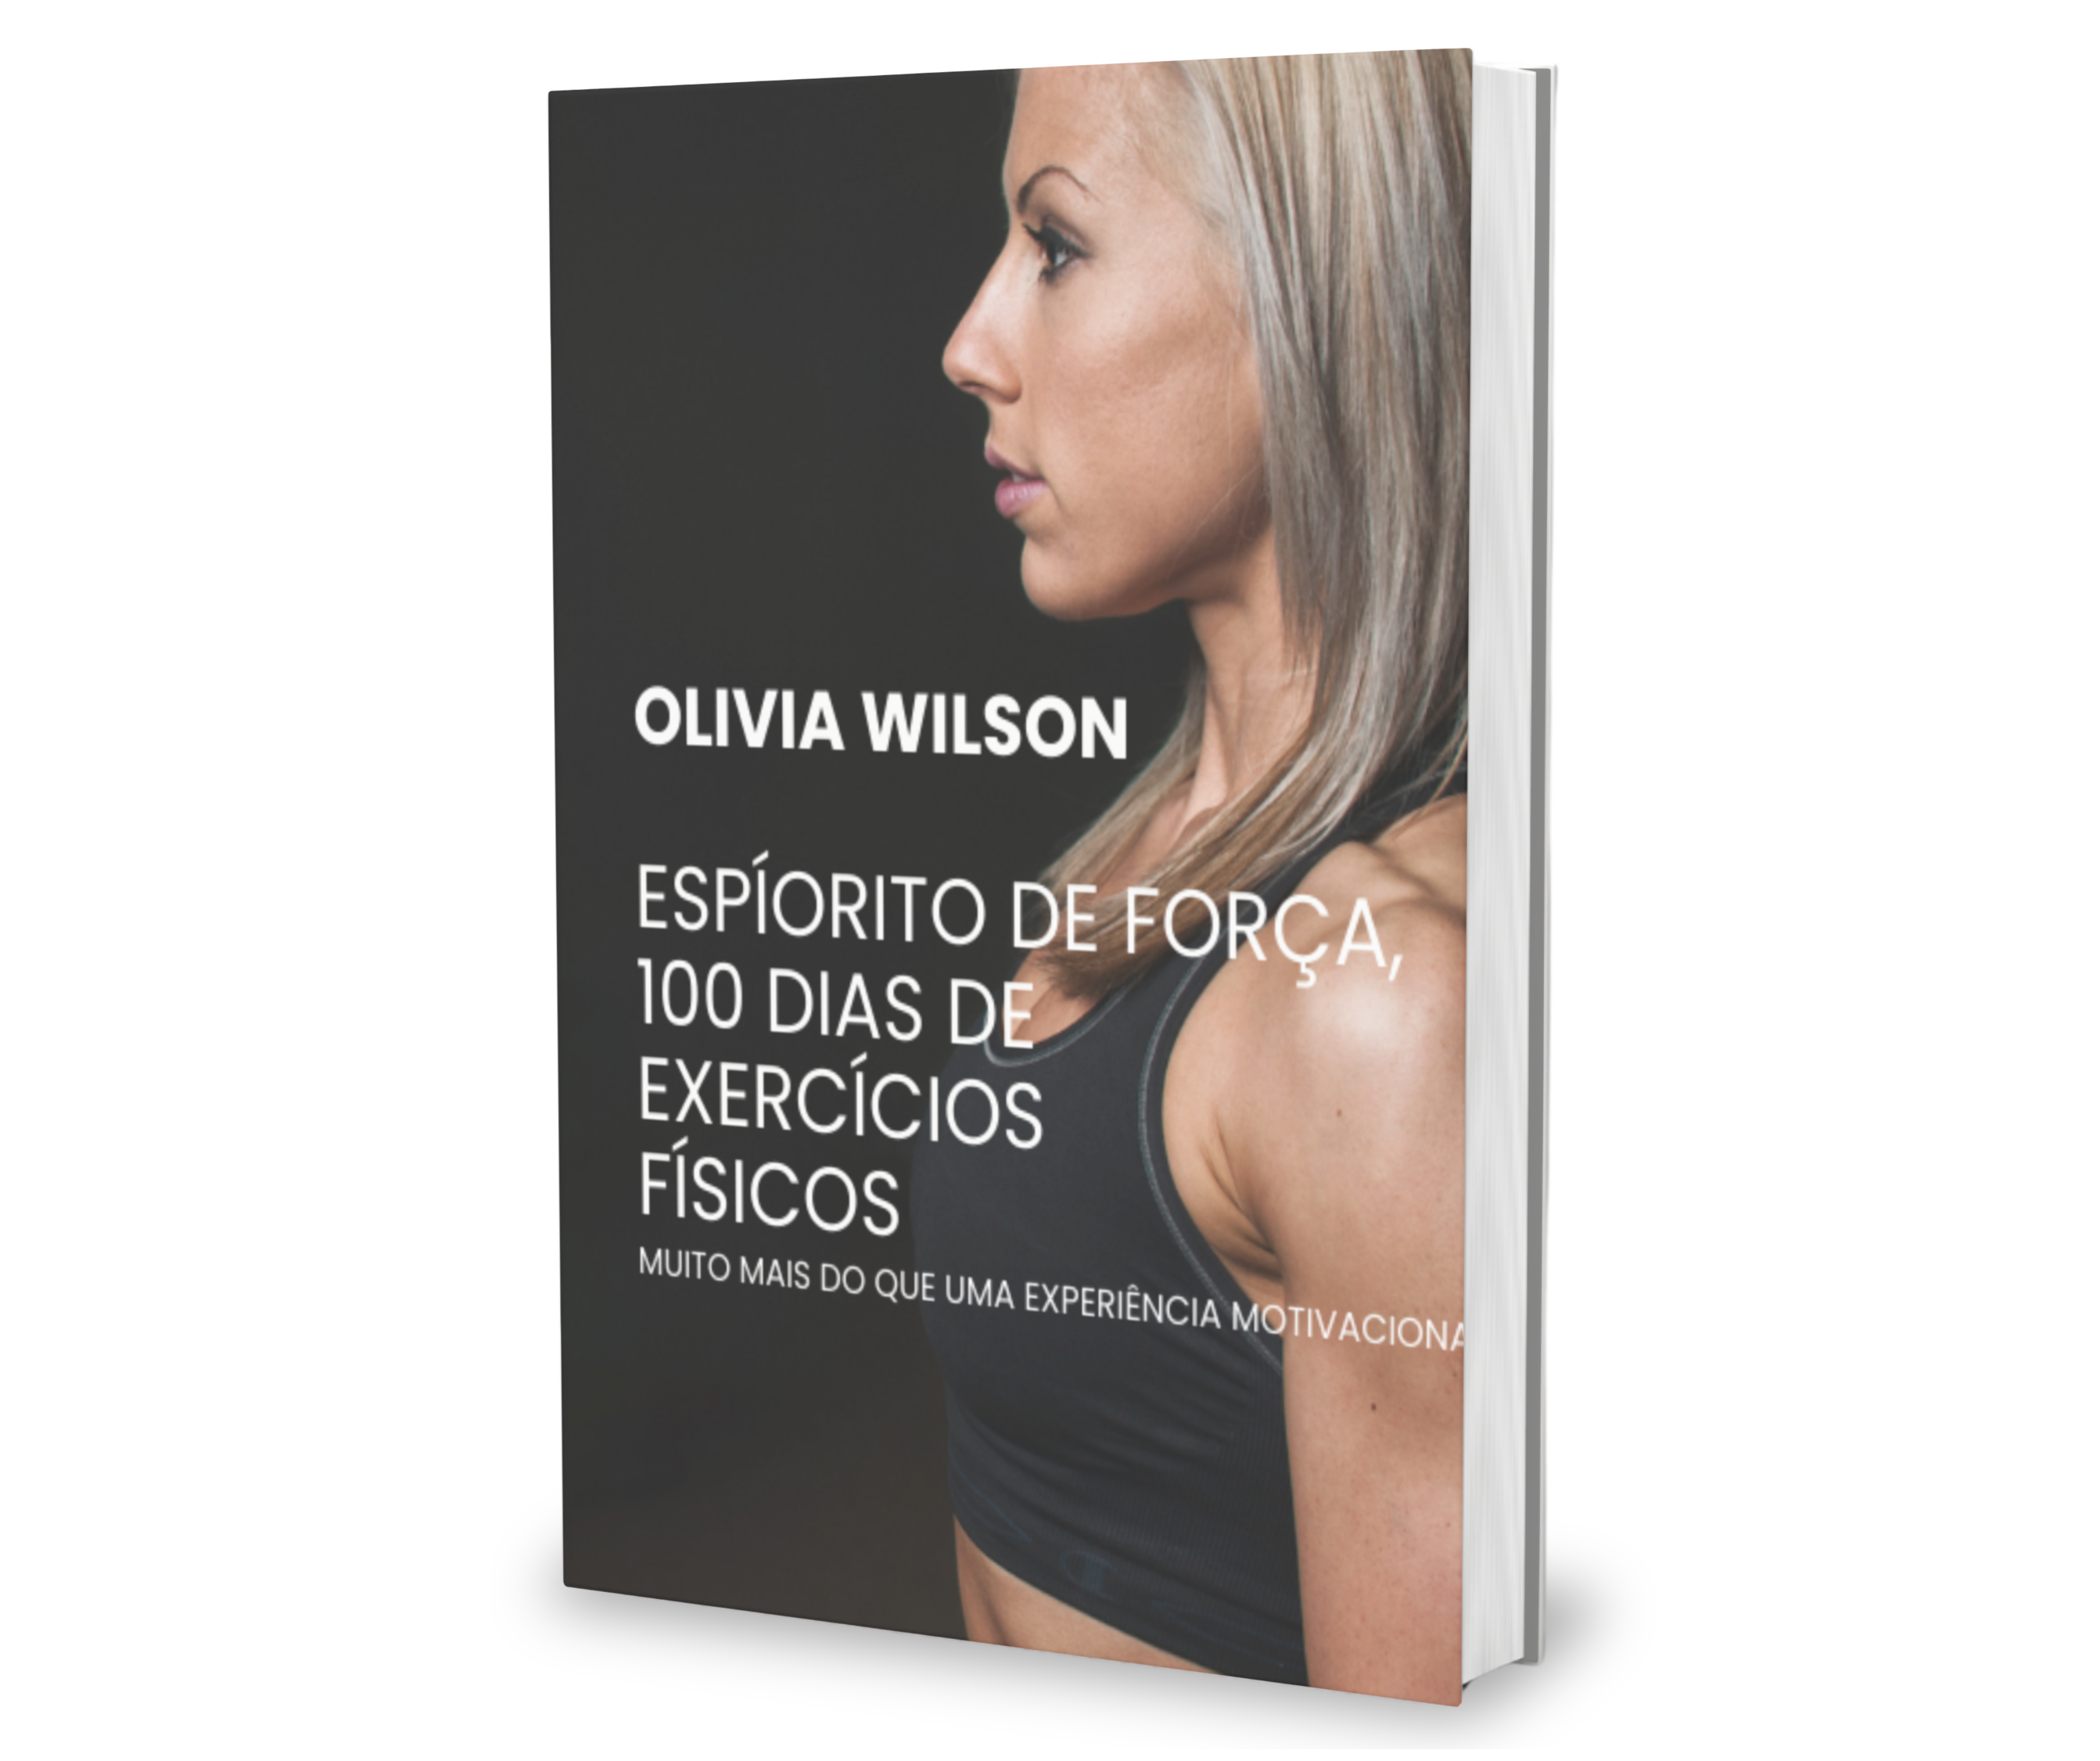 OLIVIA WILSON
ESPÍORITO DE FORÇA,
100 DIAS DE
EXERCÍCIOS
FÍSICOS
MUITO MAIS DO QUE UMA EXPERIÊNCIA MOTIVACIONA